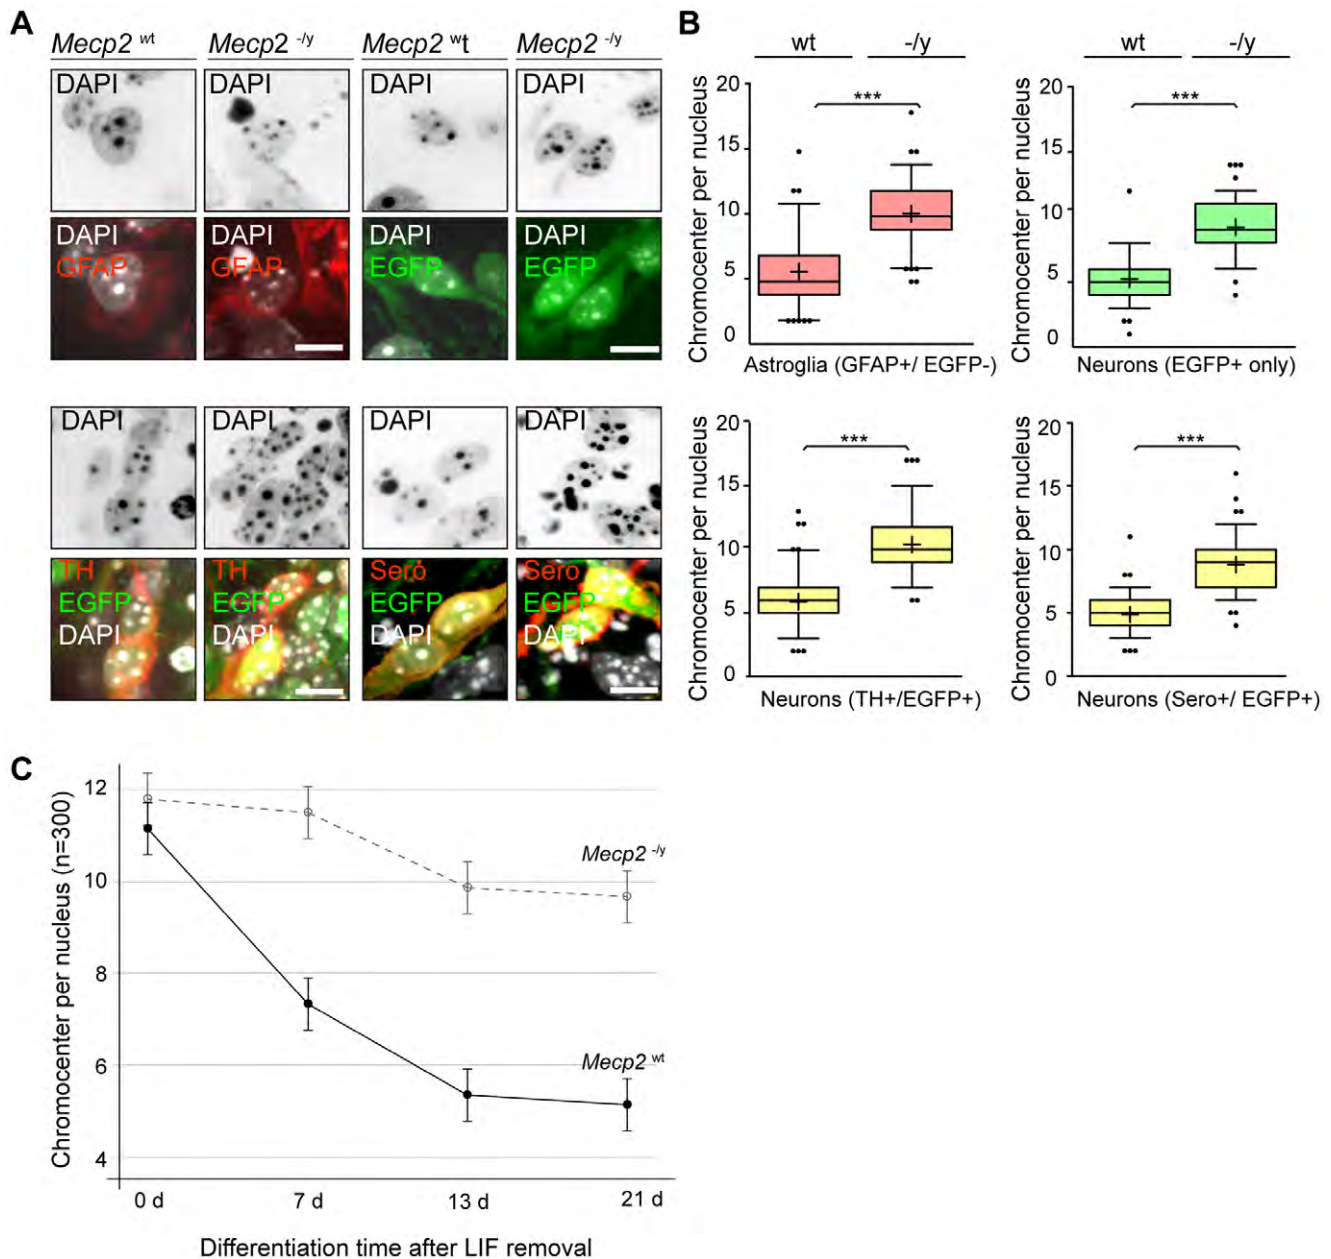 A
Mecp2 wt Mecp2 -/y Mecp2 wt Mecp2 -/y
DAPI DAPI DAPI DAPI
DAPI DAPI DAPI DAPI
GFAP GFAP EGFP EGFP
DAPI DAPI DAPI DAPI
TH TH Sero Sero
EGFP EGFP EGFP EGFP
DAPI DAPI DAPI DAPI
B
wt -/y
***
Chromocenter per nucleus
20
15
10
5
0
Astroglia (GFAP+/ EGFP-)
wt -/y
***
Chromocenter per nucleus
20
15
10
5
0
Neurons (EGFP+ only)
***
Chromocenter per nucleus
20
15
10
5
0
Neurons (TH+/EGFP+)
***
Chromocenter per nucleus
20
15
10
5
0
Neurons (Sero+/ EGFP+)
C
Chromocenter per nucleus (n=300)
12
10
8
6
4
Mecp2 -/y
Mecp2 wt
0 d 7 d 13 d 21 d
Differentiation time after LIF removal